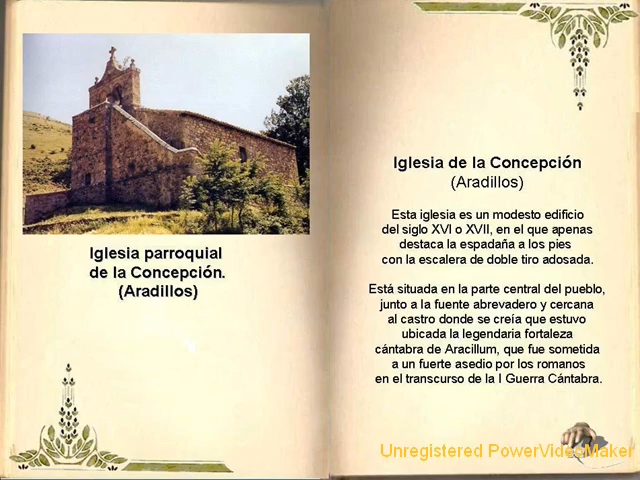 Iglesia parroquial
de la Concepción.
(Aradillos)
Iglesia de la Concepción
(Aradillos)
Esta iglesia es un modesto edificio
del siglo XVI o XVII, en el que apenas
destaca la espadaña a los pies
con la escalera de doble tiro adosada.
Está situada en la parte central del pueblo,
junto a la fuente abrevadero y cercana
al castro donde se creía que estuvo
ubicada la legendaria fortaleza
cántabra de Aracillum, que fue sometida
a un fuerte asedio por los romanos
en el transcurso de la I Guerra Cántabra.
Unregistered PowerVideoMaker